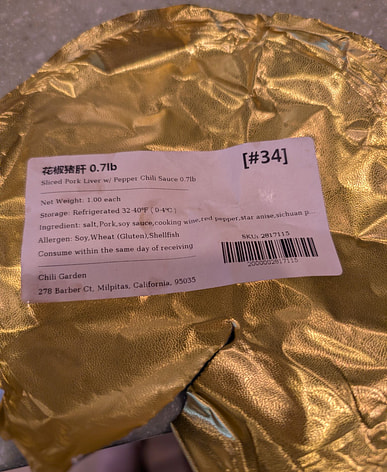 [#34]
花椒猪肝 0.7lb
Sliced Pork Liver w/ Pepper Chili Sauce 0.7lb
Net Weight: 1.00 each
Storage: Refrigerated 32-40°F ( 0-4°C )
Ingredient: salt,Pork,soy sauce,cooking wine,red pepper,star anise,sichuan p...
Allergen: Soy,Wheat (Gluten),Shellfish
Consume within the same day of receiving
SKU: 2817115
2000002817115
Chili Garden
278 Barber Ct, Milpitas, California, 95035